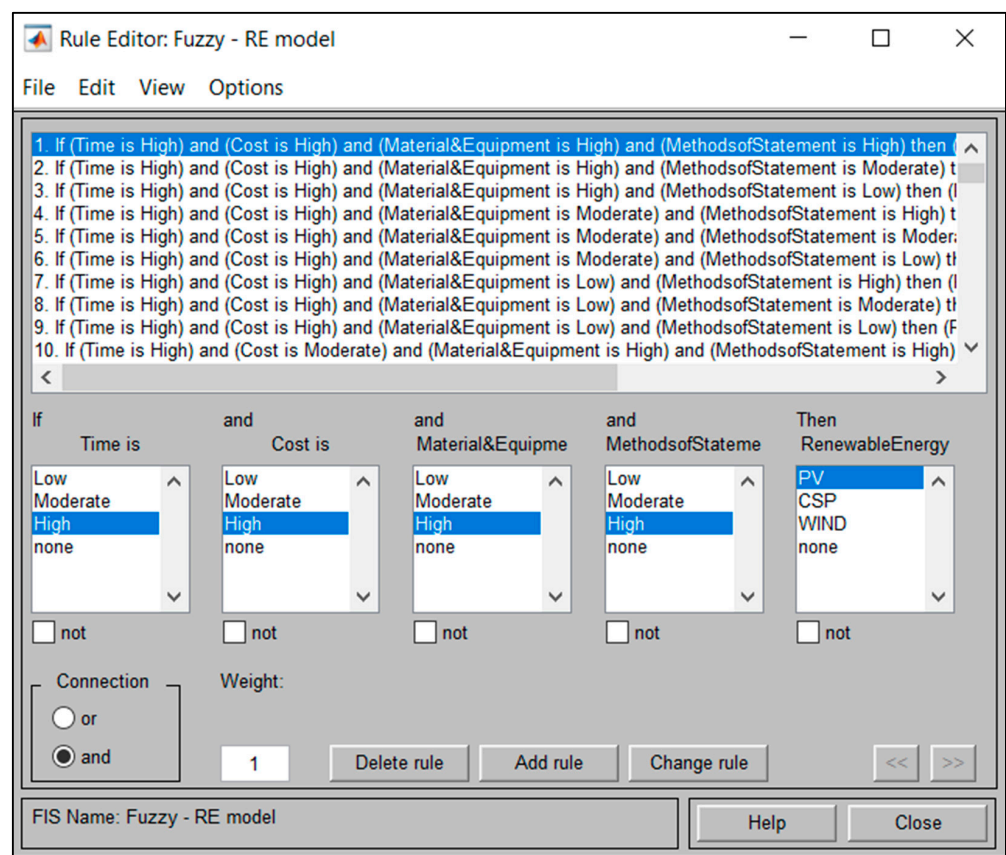 Rule Editor: Fuzzy - RE model
File Edit View Options
1. If (Time is High) and (Cost is High) and (Material&Equipment is High) and (MethodsofStatement is High) then (
2. If (Time is High) and (Cost is High) and (Material&Equipment is High) and (MethodsofStatement is Moderate) t
3. If (Time is High) and (Cost is High) and (Material&Equipment is High) and (MethodsofStatement is Low) then (
4. If (Time is High) and (Cost is High) and (Material&Equipment is Moderate) and (MethodsofStatement is High) t
5. If (Time is High) and (Cost is High) and (Material&Equipment is Moderate) and (MethodsofStatement is Modera
6. If (Time is High) and (Cost is High) and (Material&Equipment is Moderate) and (MethodsofStatement is Low) th
7. If (Time is High) and (Cost is High) and (Material&Equipment is Low) and (MethodsofStatement is High) then (
8. If (Time is High) and (Cost is High) and (Material&Equipment is Low) and (MethodsofStatement is Moderate) th
9. If (Time is High) and (Cost is High) and (Material&Equipment is Low) and (MethodsofStatement is Low) then (
10. If (Time is High) and (Cost is Moderate) and (Material&Equipment is High) and (MethodsofStatement is High)
If and and and Then
Time is Cost is Material&Equipme MethodsofStateme RenewableEnergy
Low Low Low Low PV
Moderate Moderate Moderate Moderate CSP
High High High High WIND
none none none none none
not not not not not
Connection Weight:
or
and 1 Delete rule Add rule Change rule << >>
FIS Name: Fuzzy - RE model Help Close